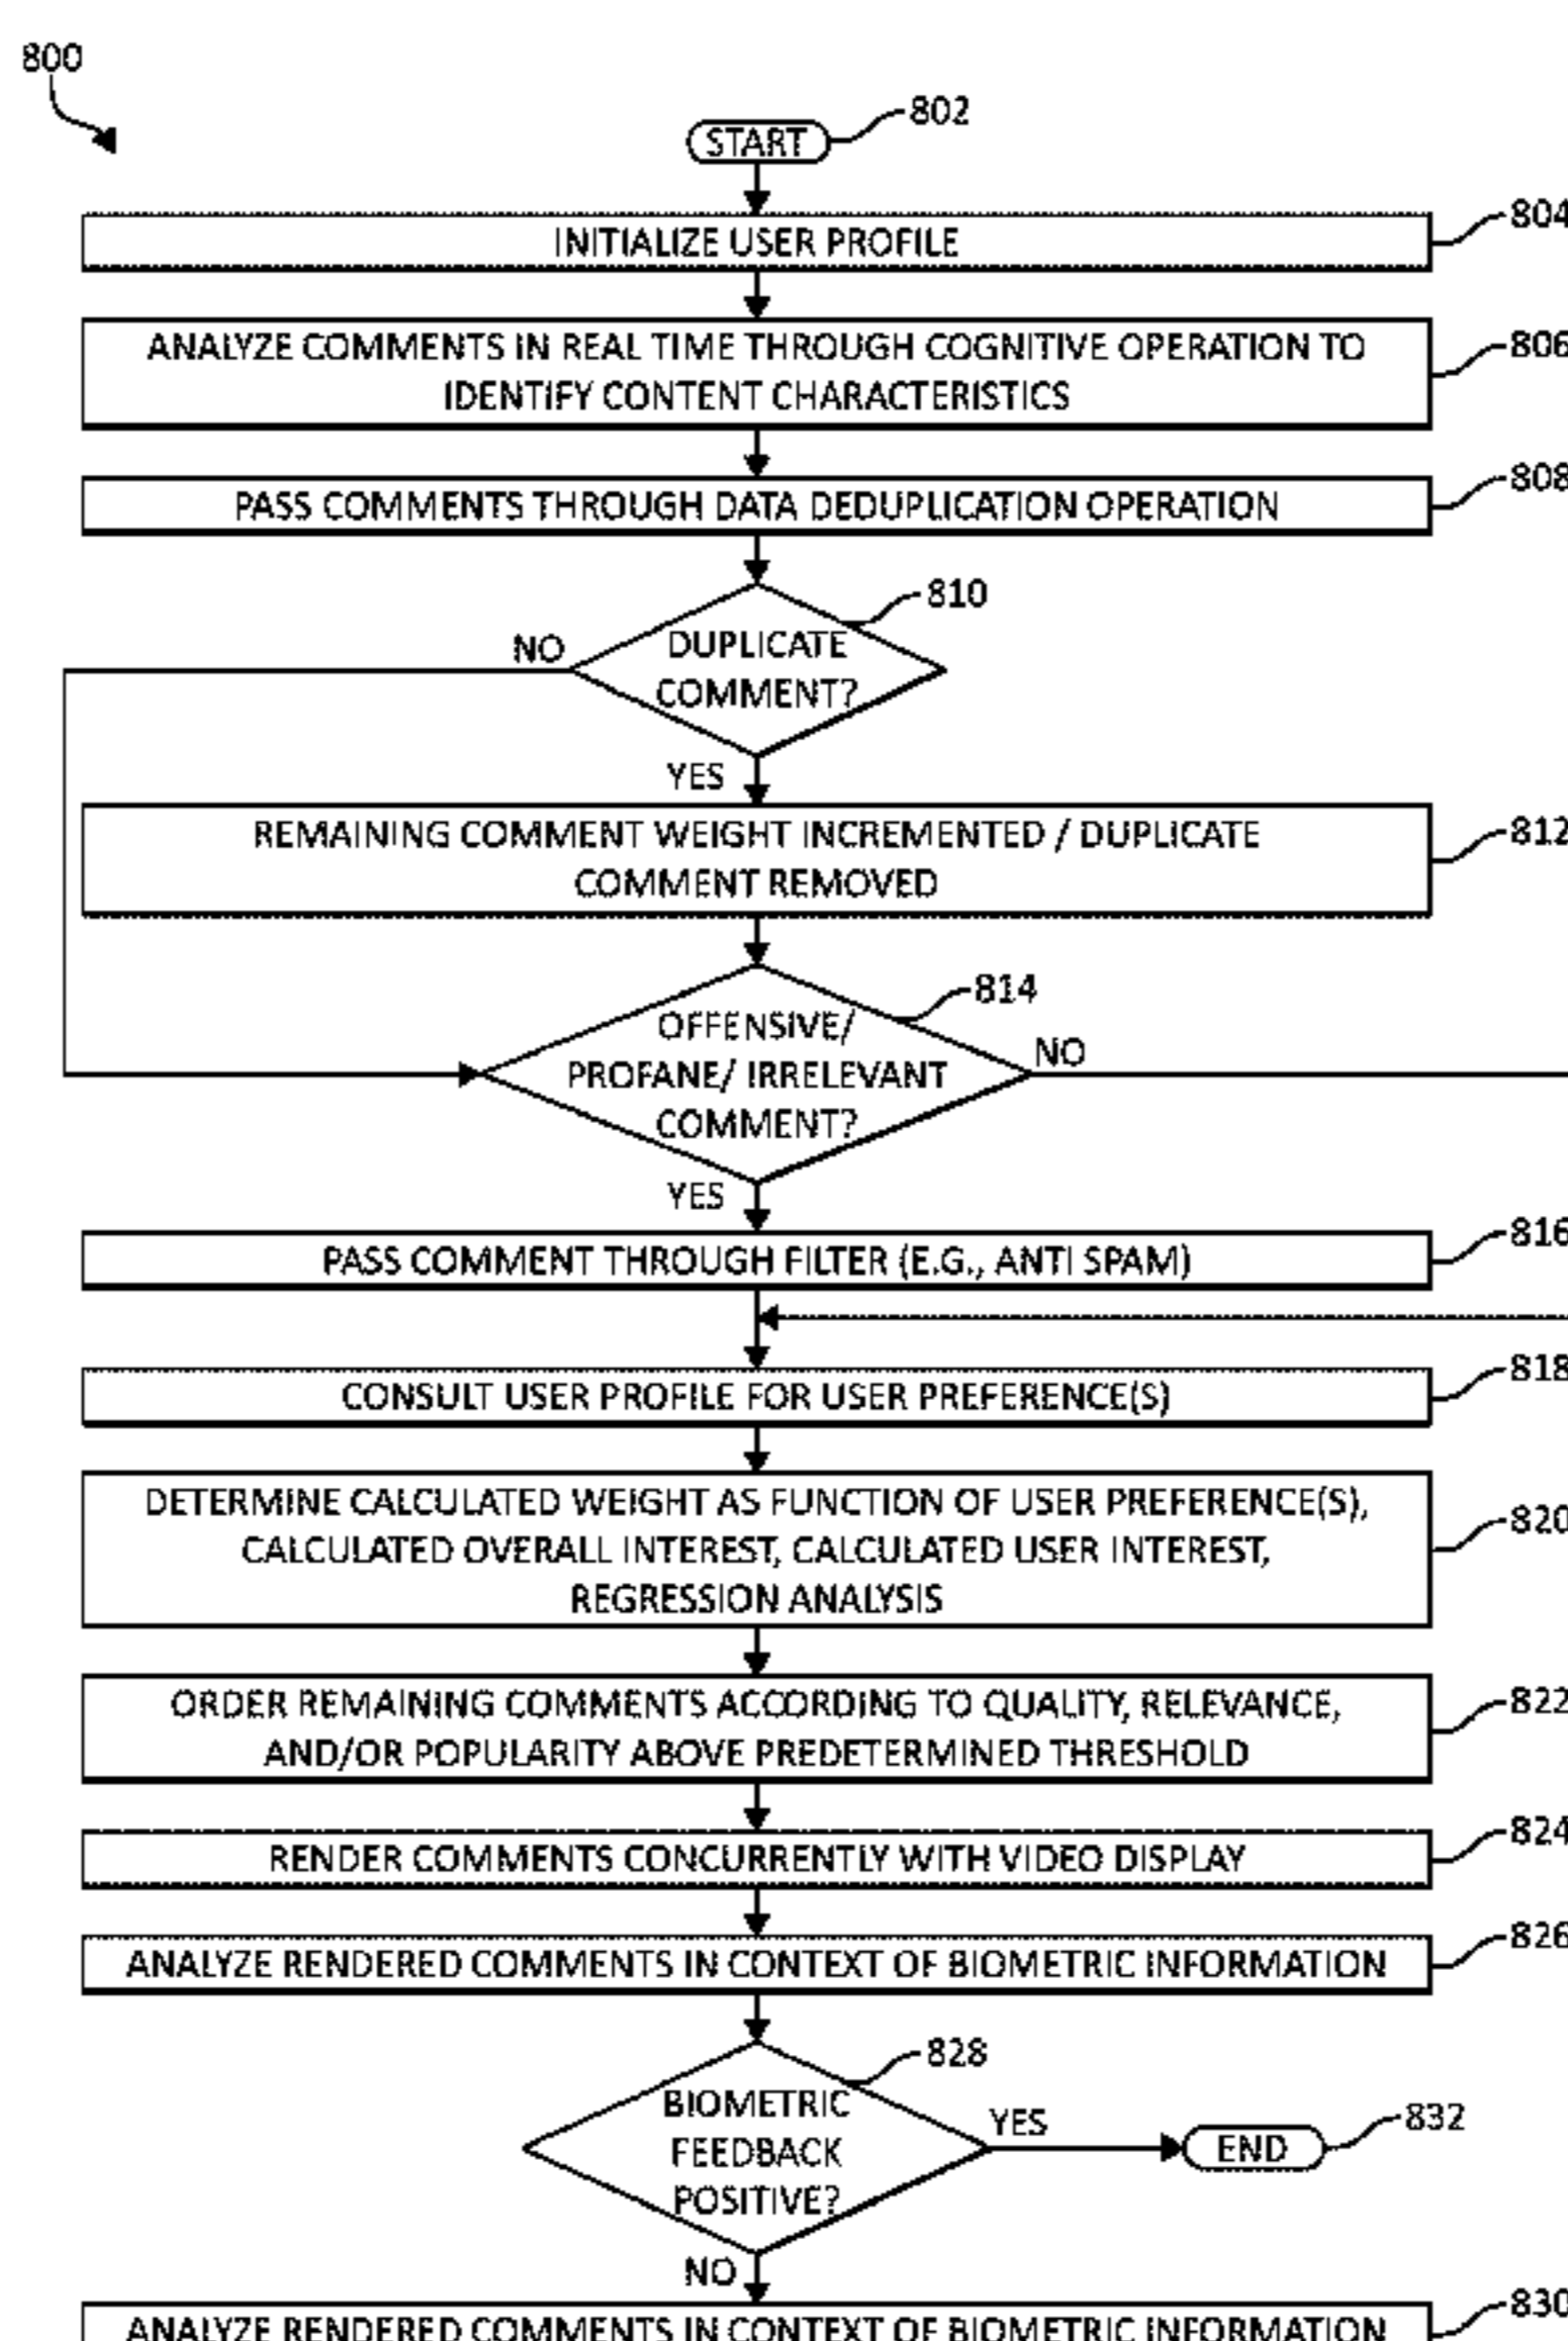 800
802
START
804
INITIALIZE USER PROFILE
806
ANALYZE COMMENTS IN REAL TIME THROUGH COGNITIVE OPERATION TO
IDENTIFY CONTENT CHARACTERISTICS
808
PASS COMMENTS THROUGH DATA DEDUPLICATION OPERATION
810
NO
DUPLICATE
COMMENT?
YES
812
REMAINING COMMENT WEIGHT INCREMENTED / DUPLICATE
COMMENT REMOVED
814
OFFENSIVE/
PROFANE/ IRRELEVANT
COMMENT?
NO
YES
816
PASS COMMENT THROUGH FILTER (E.G., ANTI SPAM)
818
CONSULT USER PROFILE FOR USER PREFERENCE(S)
820
DETERMINE CALCULATED WEIGHT AS FUNCTION OF USER PREFERENCE(S),
CALCULATED OVERALL INTEREST, CALCULATED USER INTEREST,
REGRESSION ANALYSIS
822
ORDER REMAINING COMMENTS ACCORDING TO QUALITY, RELEVANCE,
AND/OR POPULARITY ABOVE PREDETERMINED THRESHOLD
824
RENDER COMMENTS CONCURRENTLY WITH VIDEO DISPLAY
826
ANALYZE RENDERED COMMENTS IN CONTEXT OF BIOMETRIC INFORMATION
828
BIOMETRIC
FEEDBACK
POSITIVE?
YES
END
832
NO
830
ANALYZE RENDERED COMMENTS IN CONTEXT OF BIOMETRIC INFORMATION